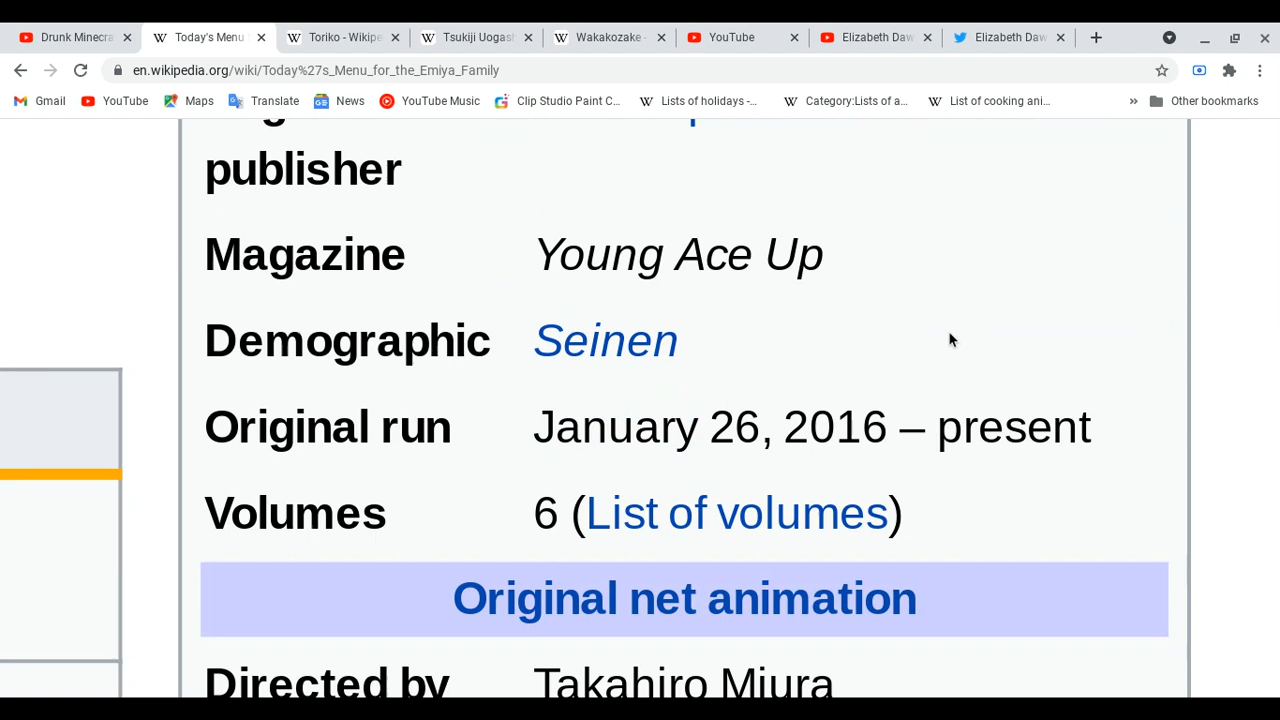 Drunk Minecra
Today's Menu
Toriko - Wikipe
Tsukiji Uogas
Wakakozake -
YouTube
Elizabeth Daw
Elizabeth Daw
en.wikipedia.org/wiki/Today%27s_Menu_for_the_Emiya_Family
Gmail
YouTube
Maps
Translate
News
YouTube Music
Clip Studio Paint C...
Lists of holidays -...
Category:Lists of a...
List of cooking ani...
» Other bookmarks
publisher
Magazine Young Ace Up
Demographic Seinen
Original run January 26, 2016 – present
Volumes 6 (List of volumes)
Original net animation
Directed by Takahiro Miura